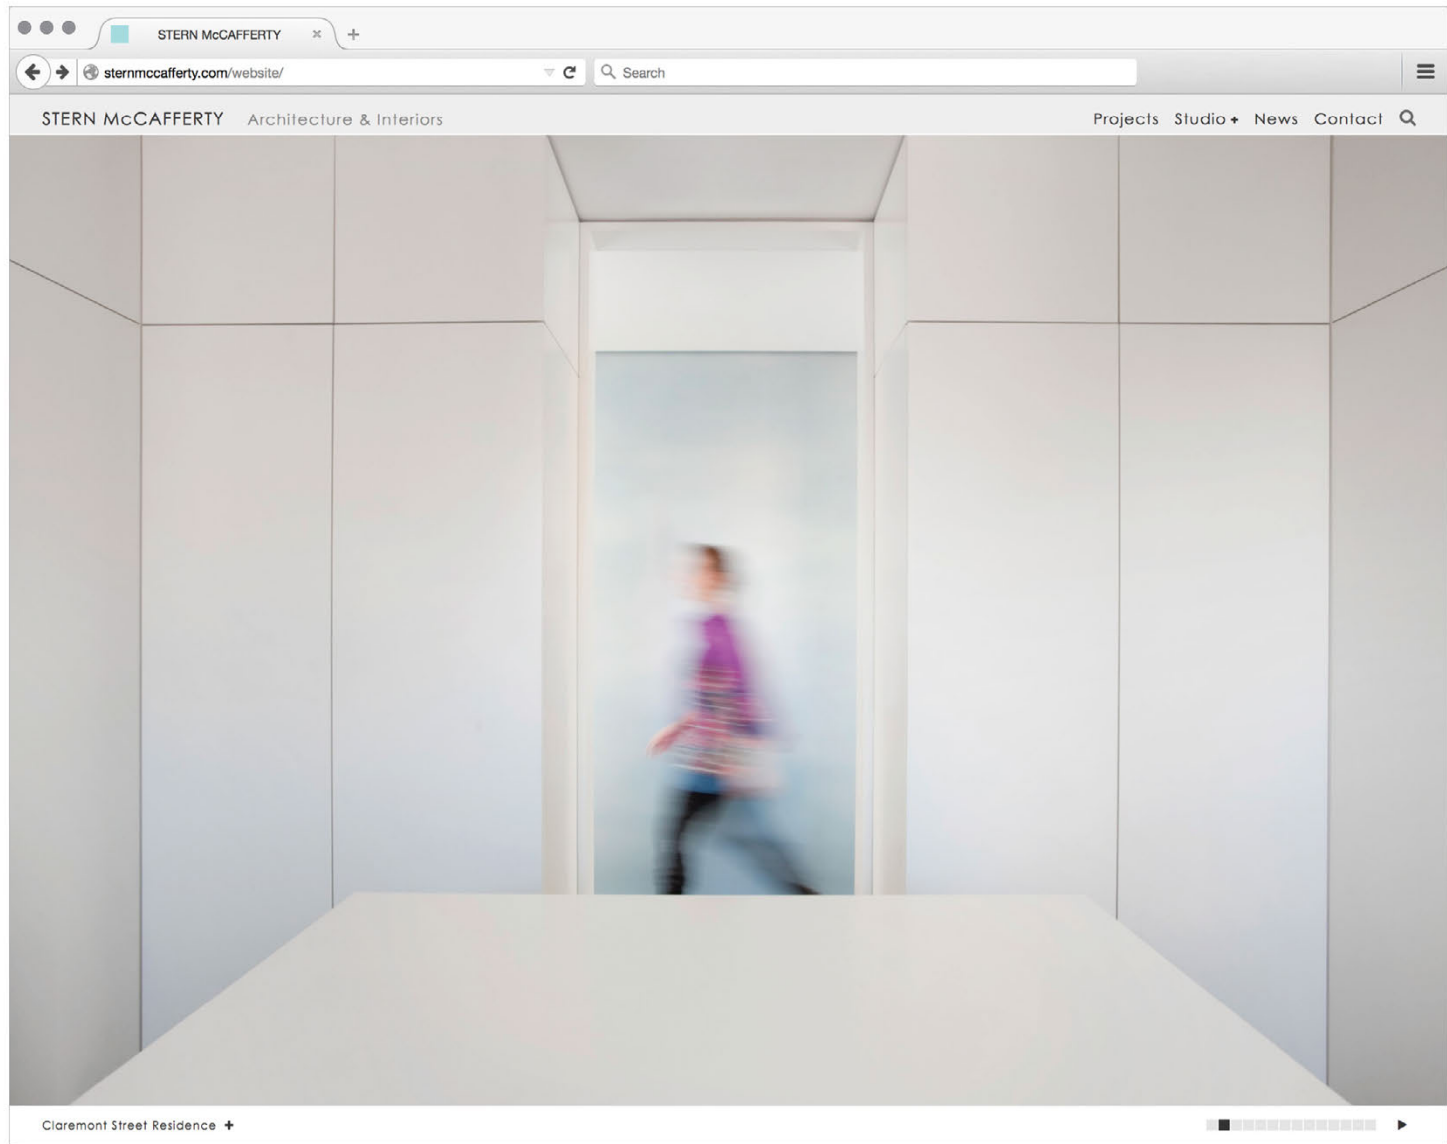 STERN McCAFFERTY
sternmccafferty.com/website/
Search
STERN McCAFFERTY Architecture & Interiors Projects Studio + News Contact
Claremont Street Residence +